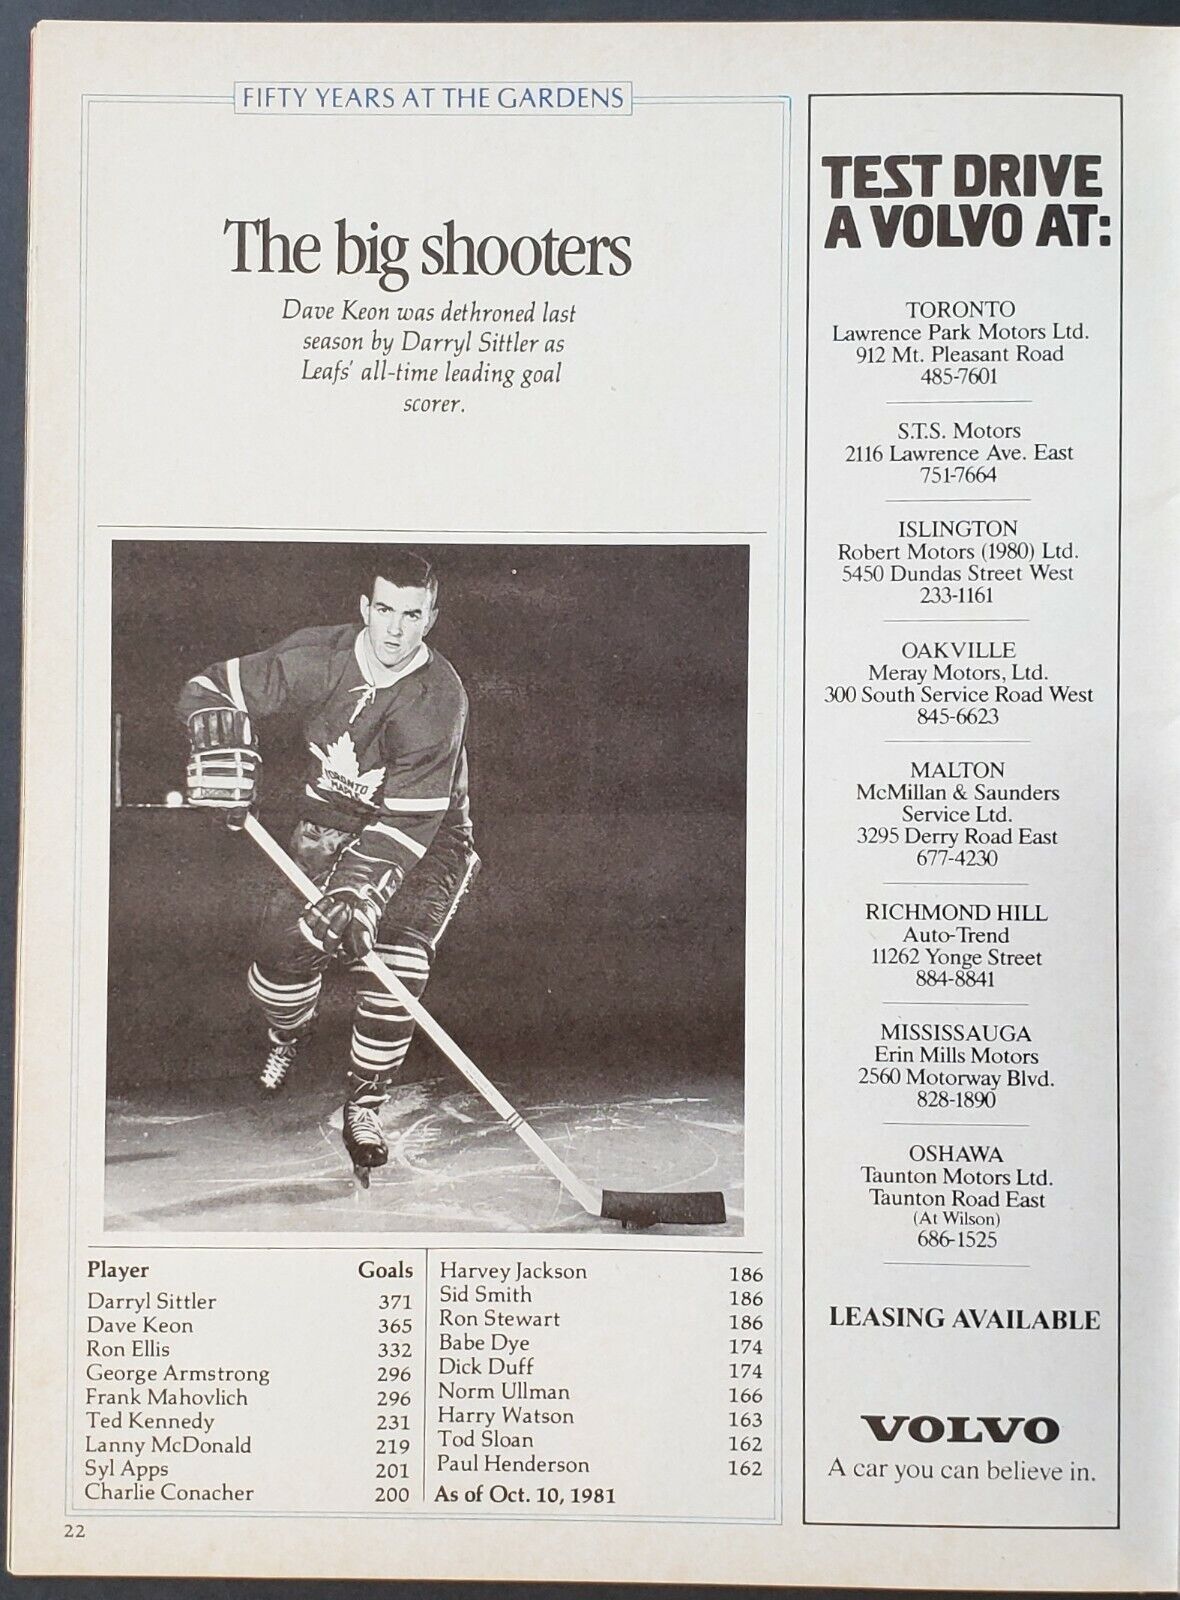 FIFTY YEARS AT THE GARDENS
The big shooters
Dave Keon was dethroned last
season by Darryl Sittler as
Leafs' all-time leading goal
scorer.
TORONTO
MAPLE
Player Goals
Darryl Sittler 371
Dave Keon 365
Ron Ellis 332
George Armstrong 296
Frank Mahovlich 296
Ted Kennedy 231
Lanny McDonald 219
Syl Apps 201
Charlie Conacher 200
Harvey Jackson 186
Sid Smith 186
Ron Stewart 186
Babe Dye 174
Dick Duff 174
Norm Ullman 166
Harry Watson 163
Tod Sloan 162
Paul Henderson 162
As of Oct. 10, 1981
22
TEST DRIVE
A VOLVO AT:
TORONTO
Lawrence Park Motors Ltd.
912 Mt. Pleasant Road
485-7601
S.T.S. Motors
2116 Lawrence Ave. East
751-7664
ISLINGTON
Robert Motors (1980) Ltd.
5450 Dundas Street West
233-1161
OAKVILLE
Meray Motors, Ltd.
300 South Service Road West
845-6623
MALTON
McMillan & Saunders
Service Ltd.
3295 Derry Road East
677-4230
RICHMOND HILL
Auto-Trend
11262 Yonge Street
884-8841
MISSISSAUGA
Erin Mills Motors
2560 Motorway Blvd.
828-1890
OSHAWA
Taunton Motors Ltd.
Taunton Road East
(At Wilson)
686-1525
LEASING AVAILABLE
VOLVO
A car you can believe in.